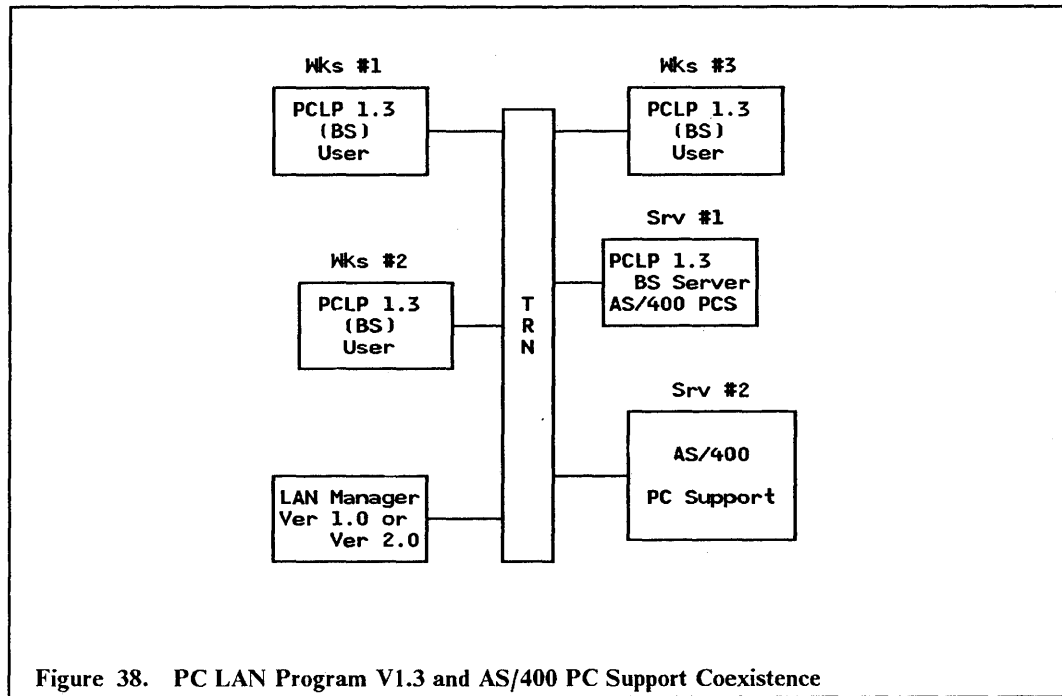 Wks #1
PCLP 1.3
(BS)
User
Wks #3
PCLP 1.3
(BS)
User
Wks #2
PCLP 1.3
(BS)
User
T
R
N
Srv #1
PCLP 1.3
BS Server
AS/400 PCS
Srv #2
AS/400
PC Support
LAN Manager
Ver 1.0 or
Ver 2.0
Figure 38. PC LAN Program V1.3 and AS/400 PC Support Coexistence